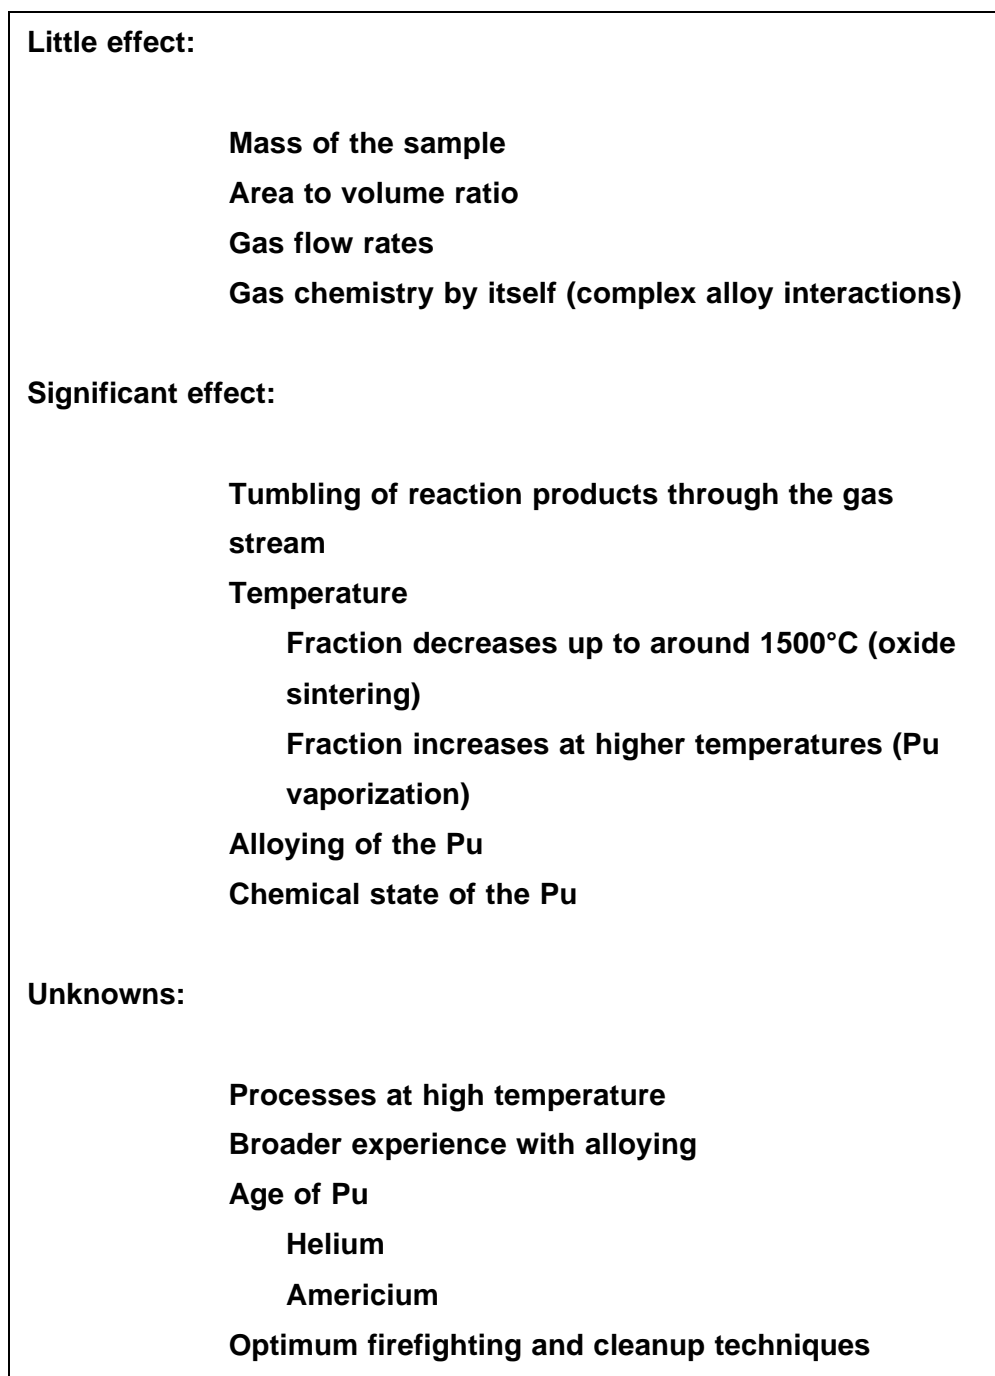 Little effect:
Mass of the sample
Area to volume ratio
Gas flow rates
Gas chemistry by itself (complex alloy interactions)
Significant effect:
Tumbling of reaction products through the gas
stream
Temperature
Fraction decreases up to around 1500°C (oxide
sintering)
Fraction increases at higher temperatures (Pu
vaporization)
Alloying of the Pu
Chemical state of the Pu
Unknowns:
Processes at high temperature
Broader experience with alloying
Age of Pu
Helium
Americium
Optimum firefighting and cleanup techniques